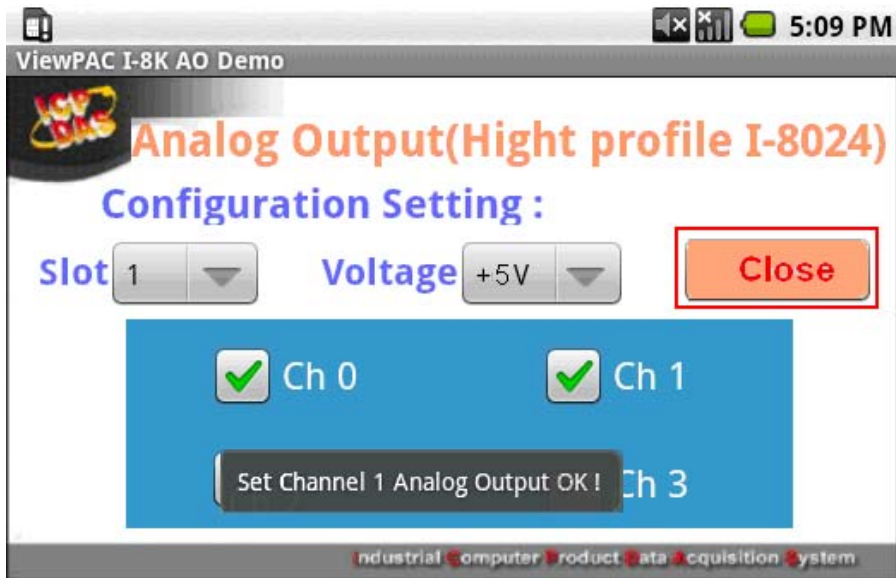 5:09 PM
ViewPAC I-8K AO Demo
ICP
DAS
Analog Output(Hight profile I-8024)
Configuration Setting :
Slot 1 Voltage +5V Close
Ch 0 Ch 1
Set Channel 1 Analog Output OK ! Ch 3
Industrial Computer Product Data Acquisition System